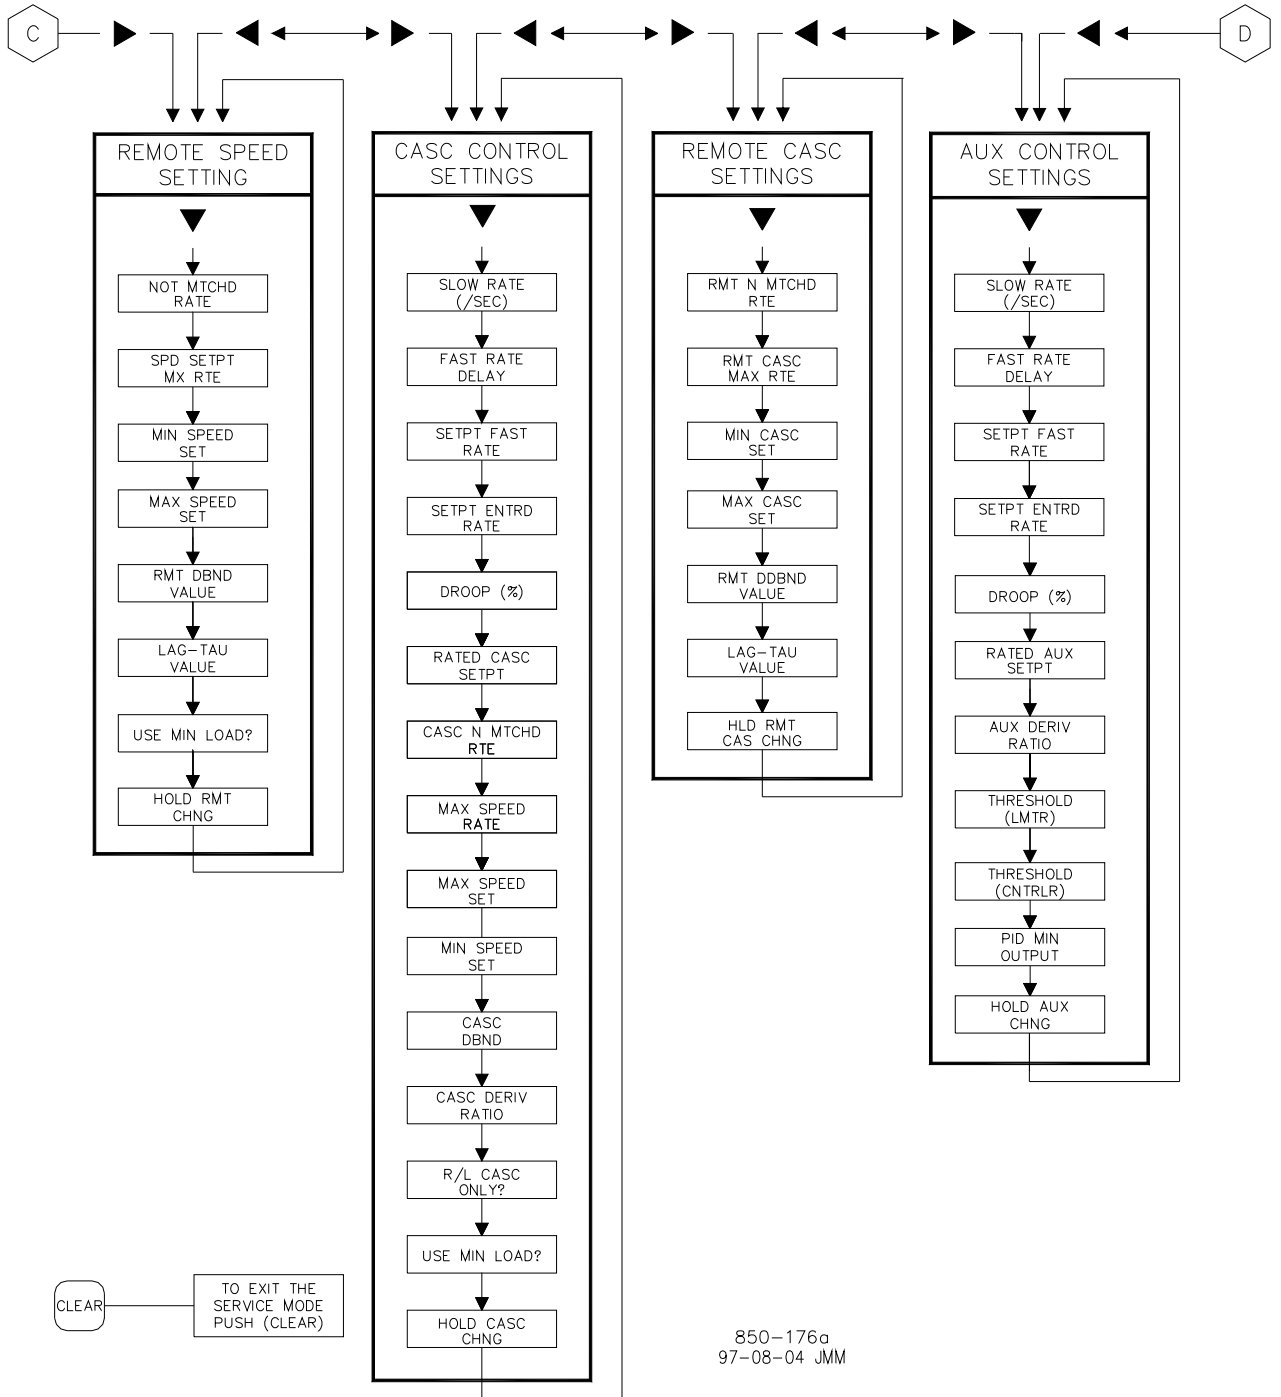 C
D
REMOTE SPEED
SETTING
NOT MTCHD
RATE
SPD SETPT
MX RTE
MIN SPEED
SET
MAX SPEED
SET
RMT DBND
VALUE
LAG-TAU
VALUE
USE MIN LOAD?
HOLD RMT
CHNG
CASC CONTROL
SETTINGS
SLOW RATE
(/SEC)
FAST RATE
DELAY
SETPT FAST
RATE
SETPT ENTRD
RATE
DROOP (%)
RATED CASC
SETPT
CASC N MTCHD
RTE
MAX SPEED
RATE
MAX SPEED
SET
MIN SPEED
SET
CASC
DBND
CASC DERIV
RATIO
R/L CASC
ONLY?
USE MIN LOAD?
HOLD CASC
CHNG
REMOTE CASC
SETTINGS
RMT N MTCHD
RTE
RMT CASC
MAX RTE
MIN CASC
SET
MAX CASC
SET
RMT DDBND
VALUE
LAG-TAU
VALUE
HLD RMT
CAS CHNG
AUX CONTROL
SETTINGS
SLOW RATE
(/SEC)
FAST RATE
DELAY
SETPT FAST
RATE
SETPT ENTRD
RATE
DROOP (%)
RATED AUX
SETPT
AUX DERIV
RATIO
THRESHOLD
(LMTR)
THRESHOLD
(CNTRLR)
PID MIN
OUTPUT
HOLD AUX
CHNG
CLEAR
TO EXIT THE
SERVICE MODE
PUSH (CLEAR)
850-176a
97-08-04 JMM